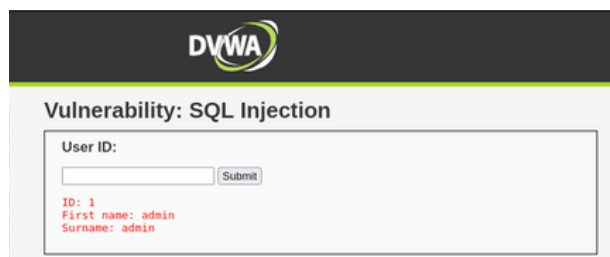 DVWA
Vulnerability: SQL Injection
User ID:
Submit
ID: 1
First name: admin
Surname: admin